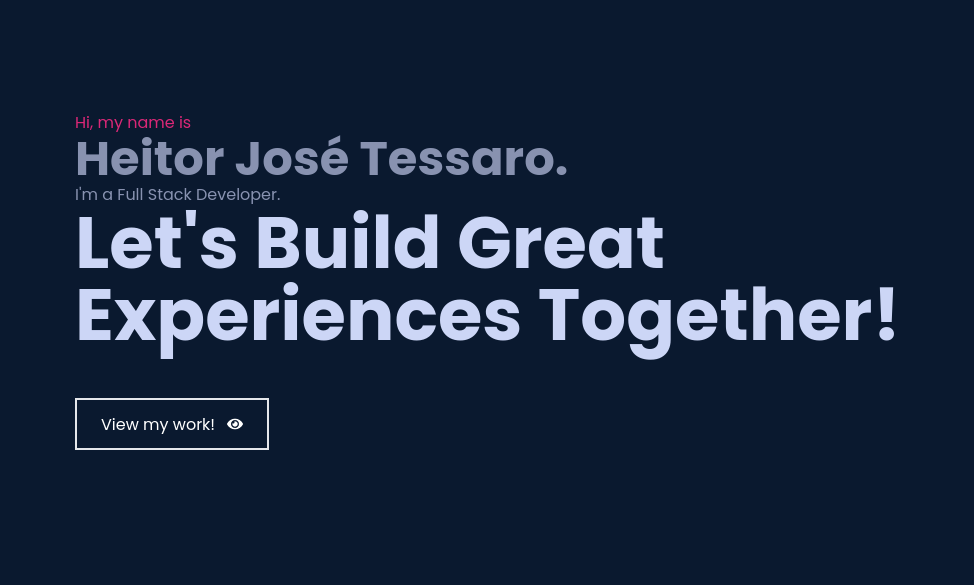 Hi, my name is
Heitor José Tessaro.
I'm a Full Stack Developer.
Let's Build Great
Experiences Together!
View my work!